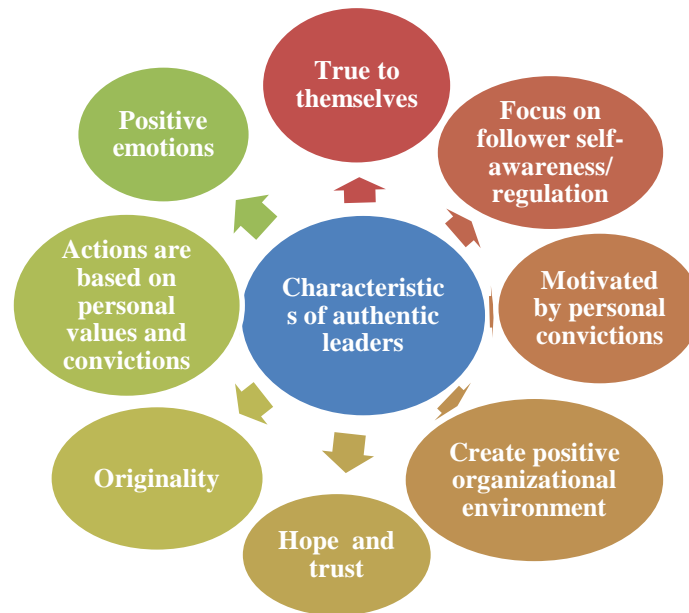 True to
themselves
Focus on
follower self-
awareness/
regulation
Motivated
by personal
convictions
Create positive
organizational
environment
Hope and
trust
Originality
Actions are
based on
personal
values and
convictions
Positive
emotions
Characteristic
s of authentic
leaders